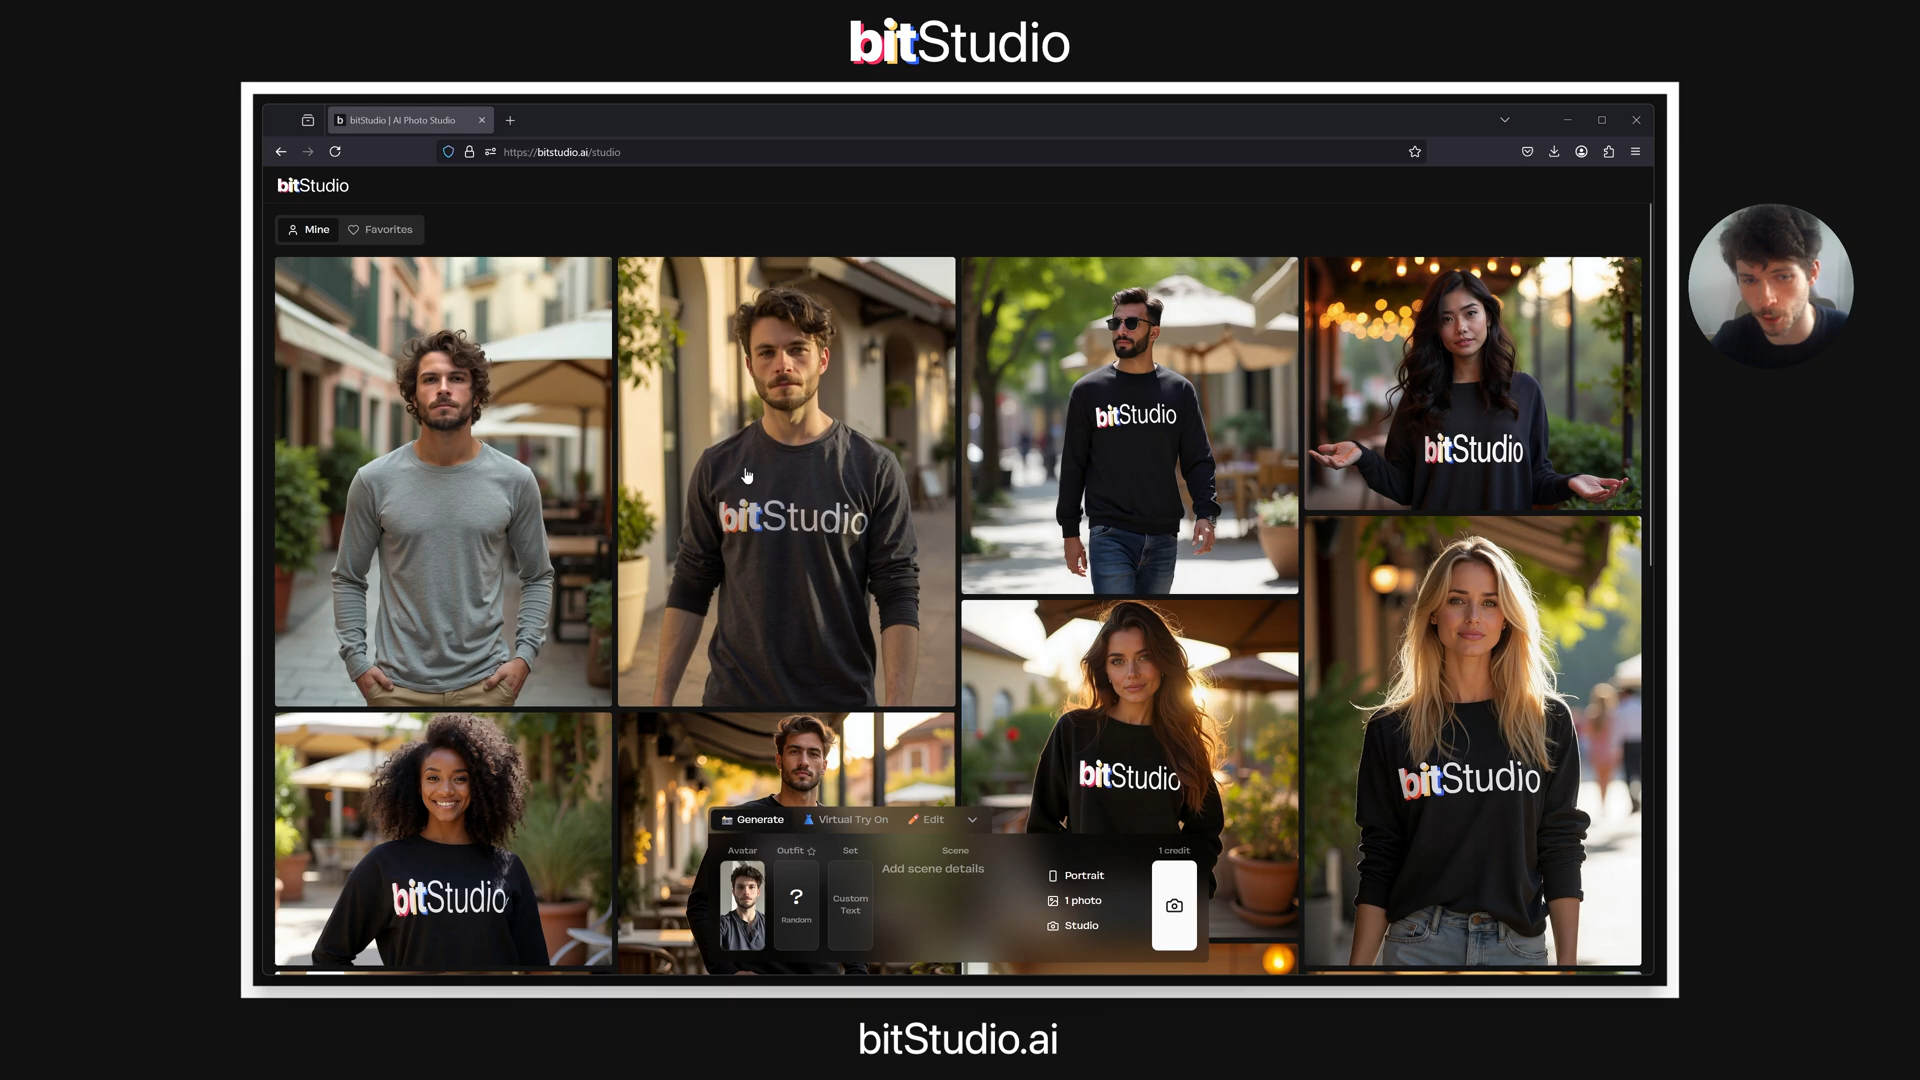 bitStudio
bitStudio | AI Photo Studio
https://bitstudio.ai/studio
bitStudio
Mine
Favorites
bitStudio
bitStudio
bitStudio
bitStudio
bitStudio
bitStudio
Generate
Virtual Try On
Edit
Avatar
Outfit
Set
Scene
1 credit
Add scene details
?
Random
Custom
Text
Portrait
1 photo
Studio
bitStudio.ai